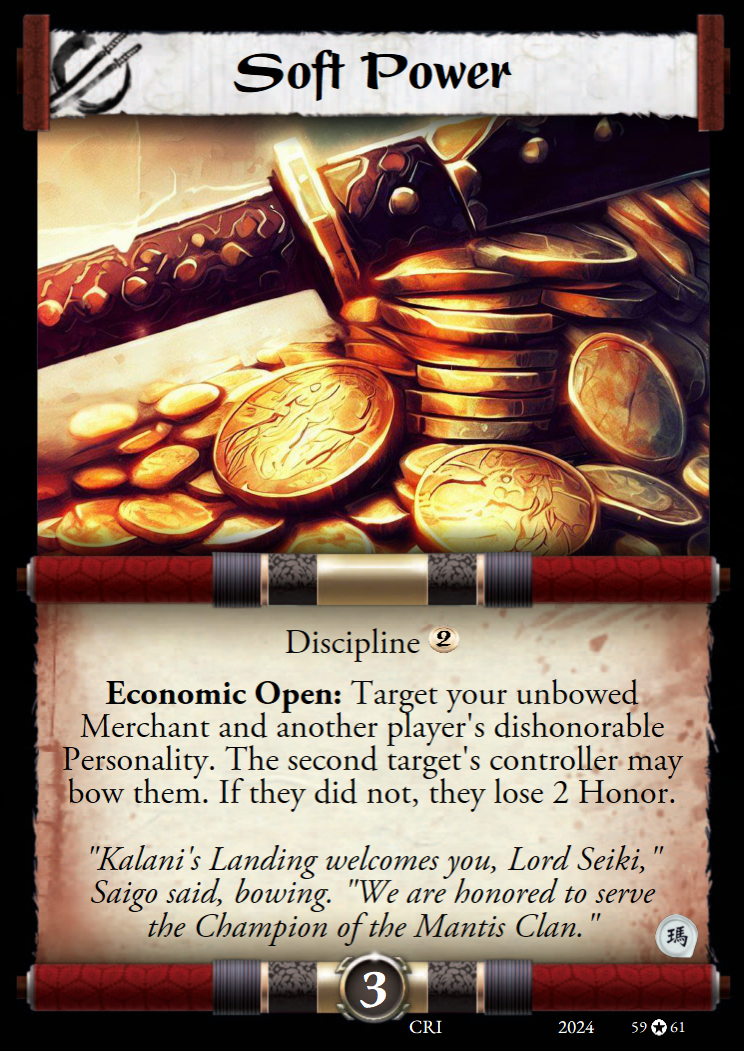 Soft Power
Discipline 2
Economic Open: Target your unbowed
Merchant and another player's dishonorable
Personality. The second target's controller may
bow them. If they did not, they lose 2 Honor.
"Kalani's Landing welcomes you, Lord Seiki,"
Saigo said, bowing. "We are honored to serve
the Champion of the Mantis Clan."
瑪
3
CRI 2024 59 ✪ 61